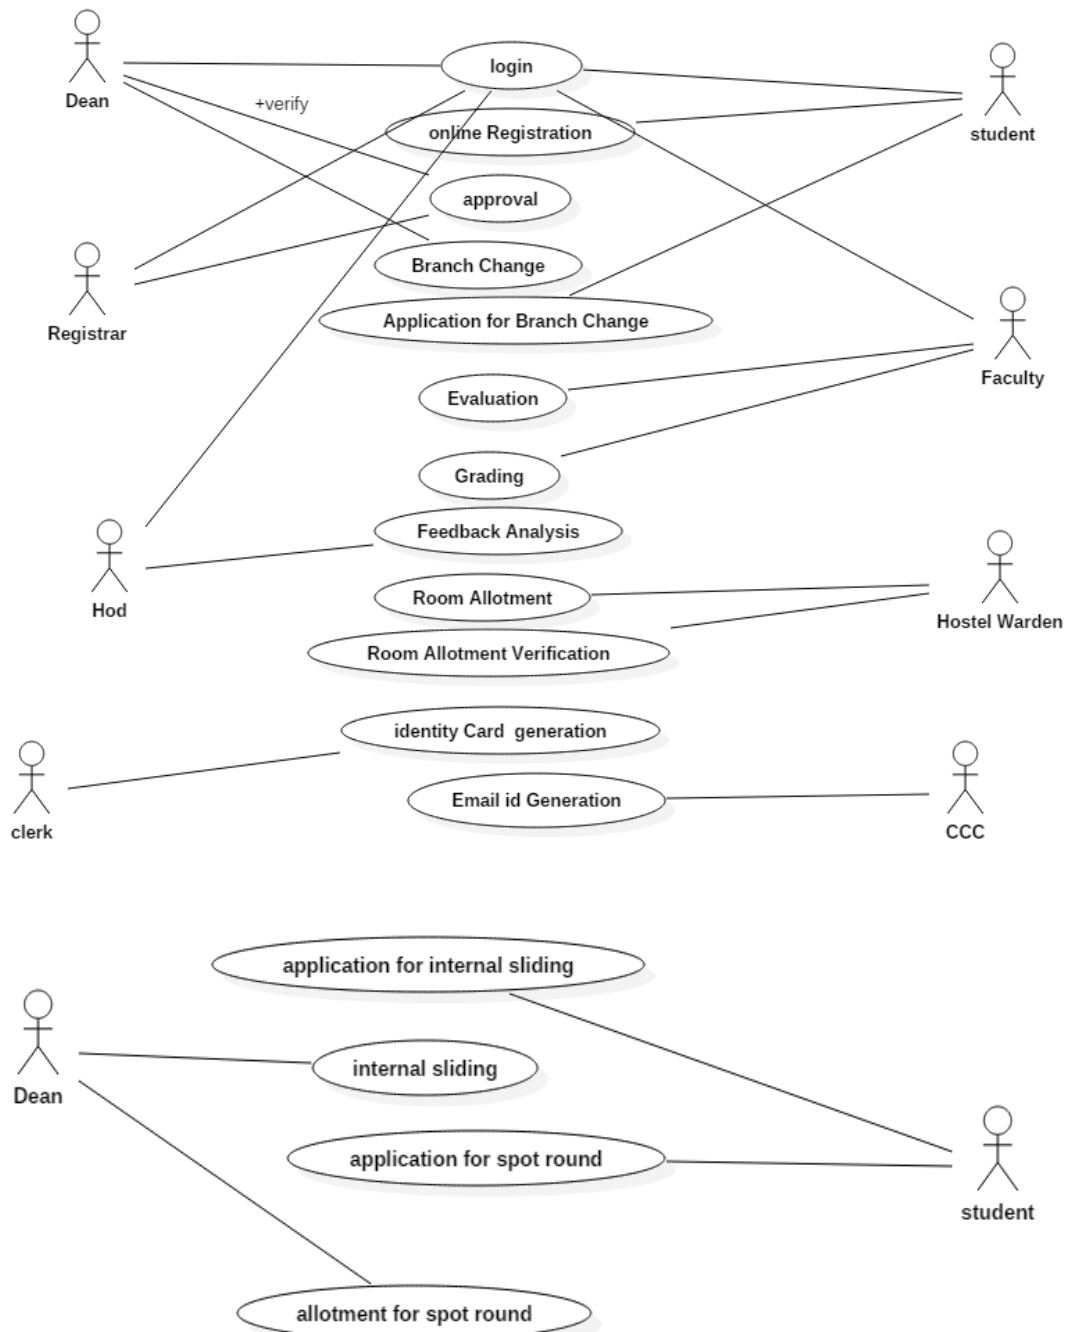 login
Dean
+verify
online Registration
student
approval
Branch Change
Registrar
Application for Branch Change
Faculty
Evaluation
Grading
Feedback Analysis
Hod
Room Allotment
Hostel Warden
Room Allotment Verification
identity Card  generation
Email id Generation
clerk
CCC
application for internal sliding
internal sliding
Dean
application for spot round
student
allotment for spot round